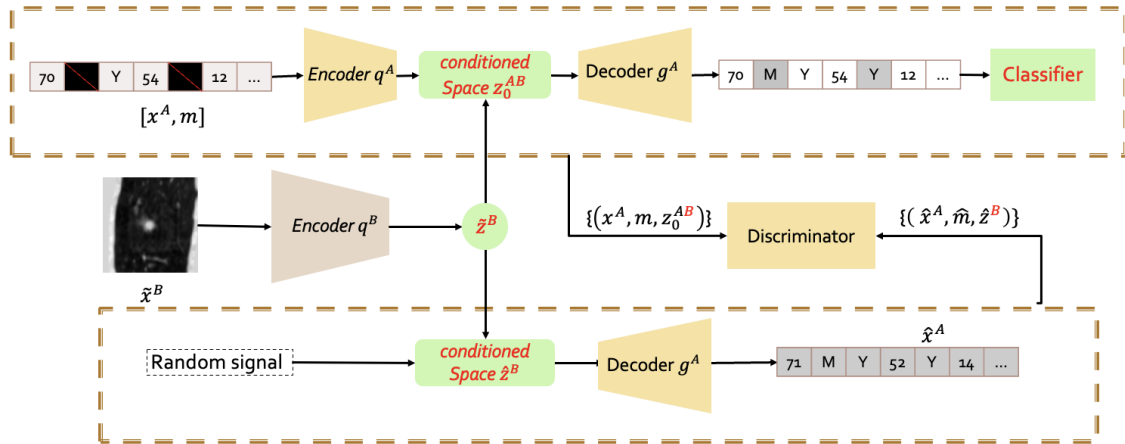 70 Y 54 12 ...
[x^A, m]
Encoder q^A
conditioned
Space z_0^{AB}
Decoder g^A
70 M Y 54 Y 12 ...
Classifier
x̃^B
Encoder q^B
z̃^B
{(x^A, m, z_0^{AB})}
Discriminator
{( x̂^A, m̂, ẑ^B)}
Random signal
conditioned
Space ẑ^B
Decoder g^A
x̂^A
71 M Y 52 Y 14 ...